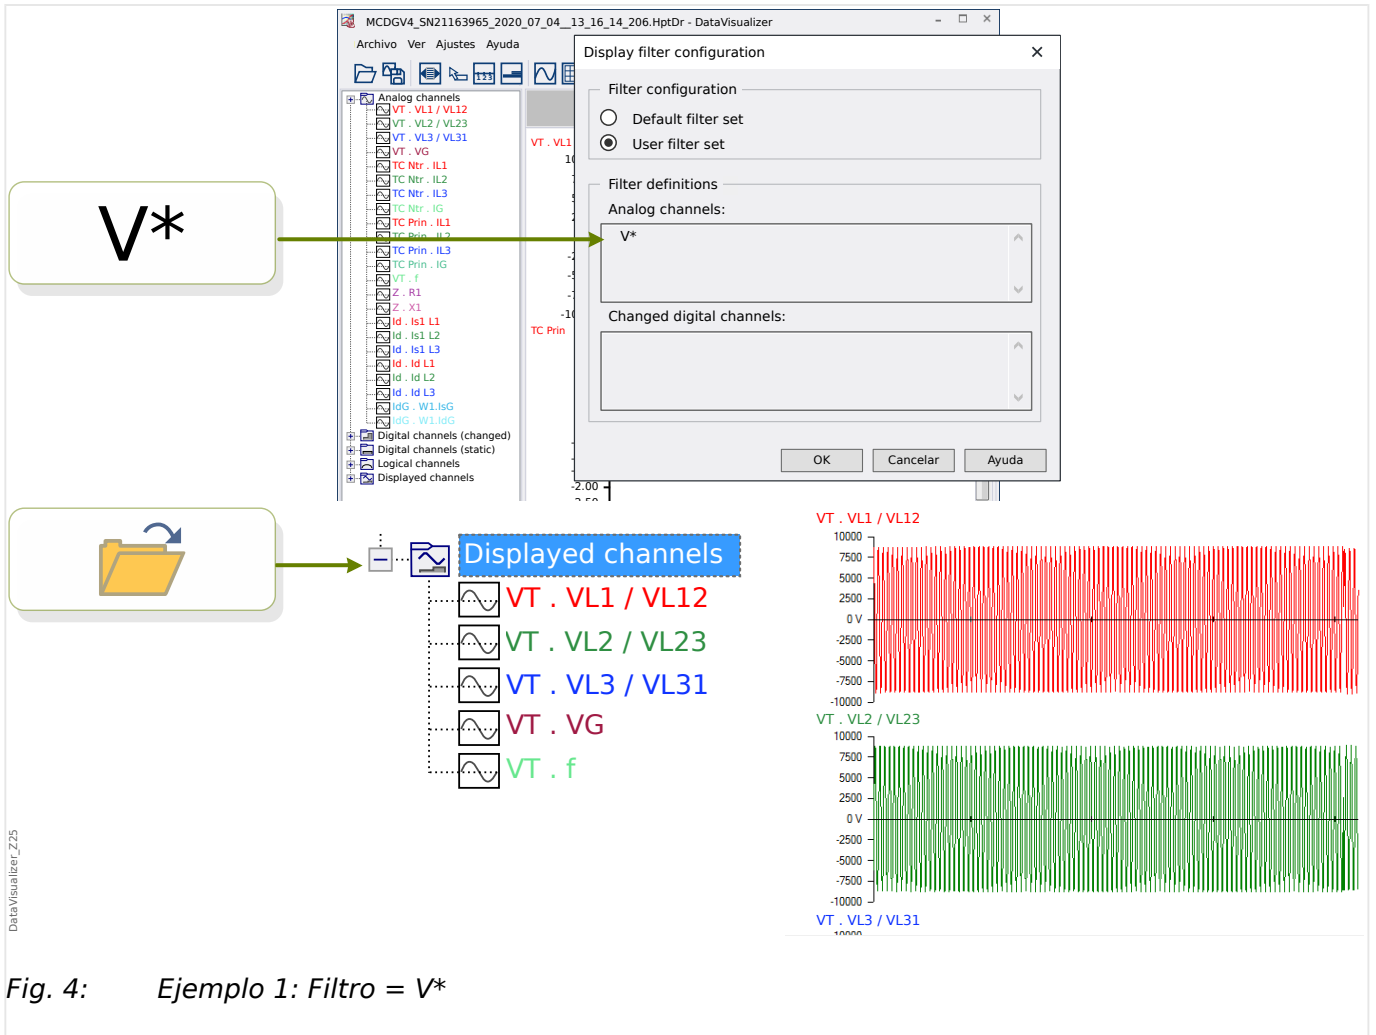 MCDGV4_SN21163965_2020_07_04__13_16_14_206.HptDr - DataVisualizer
Archivo Ver Ajustes Ayuda
Display filter configuration
Filter configuration
Default filter set
User filter set
Filter definitions
Analog channels:
V*
Changed digital channels:
OK Cancelar Ayuda
Analog channels
VT . VL1 / VL12
VT . VL2 / VL23
VT . VL3 / VL31
VT . VG
TC Ntr . IL1
TC Ntr . IL2
TC Ntr . IL3
TC Ntr . IG
TC Prin . IL1
TC Prin . IL2
TC Prin . IL3
TC Prin . IG
VT . f
Z . R1
Z . X1
Id . Is1 L1
Id . Is1 L2
Id . Is1 L3
Id . Id L1
Id . Id L2
Id . Id L3
IdG . W1.IsG
IdG . W1.IdG
Digital channels (changed)
Digital channels (static)
Logical channels
Displayed channels
VT . VL1
TC Prin
-2.00
V*
Displayed channels
VT . VL1 / VL12
VT . VL2 / VL23
VT . VL3 / VL31
VT . VG
VT . f
VT . VL1 / VL12
10000
7500
5000
2500
0 V
-2500
-5000
-7500
-10000
VT . VL2 / VL23
10000
7500
5000
2500
0 V
-2500
-5000
-7500
-10000
VT . VL3 / VL31
10000
DataVisualizer_Z25
Fig. 4: Ejemplo 1: Filtro = V*